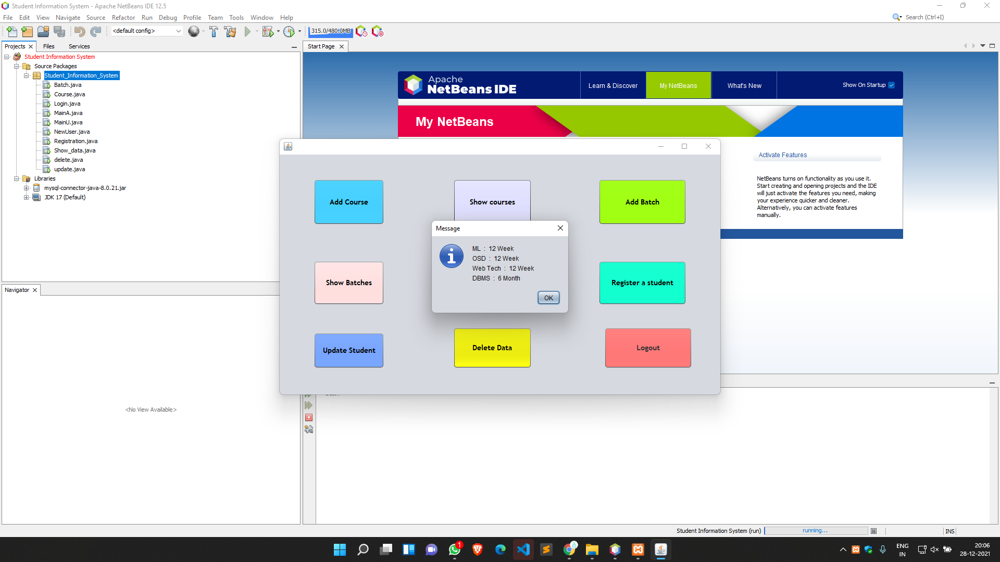 Student Information System - Apache NetBeans IDE 12.5
File Edit View Navigate Source Refactor Run Debug Profile Team Tools Window Help
Search (Ctrl+I)
<default config>
315.0/480.0MB
Projects Files Services
Start Page
Student Information System
Source Packages
Student_Information_System
Batch.java
Course.java
Login.java
MainA.java
MainU.java
NewUser.java
Registration.java
Show_data.java
delete.java
update.java
Libraries
mysql-connector-java-8.0.21.jar
JDK 17 (Default)
Navigator
<No View Available>
Apache
NetBeans IDE
Learn & Discover
My NetBeans
What's New
Show On Startup
My NetBeans
Activate Features
NetBeans turns on functionality as you use it.
Start creating and opening projects and the IDE
will just activate the features you need, making
your experience quicker and cleaner.
Alternatively, you can activate features
manually.
Add Course
Show courses
Add Batch
Message
ML : 12 Week
OSD : 12 Week
Web Tech : 12 Week
DBMS : 6 Month
OK
Show Batches
Register a student
Update Student
Delete Data
Logout
Student Information System (run)
running...
INS
1
ENG
IN
20:06
28-12-2021